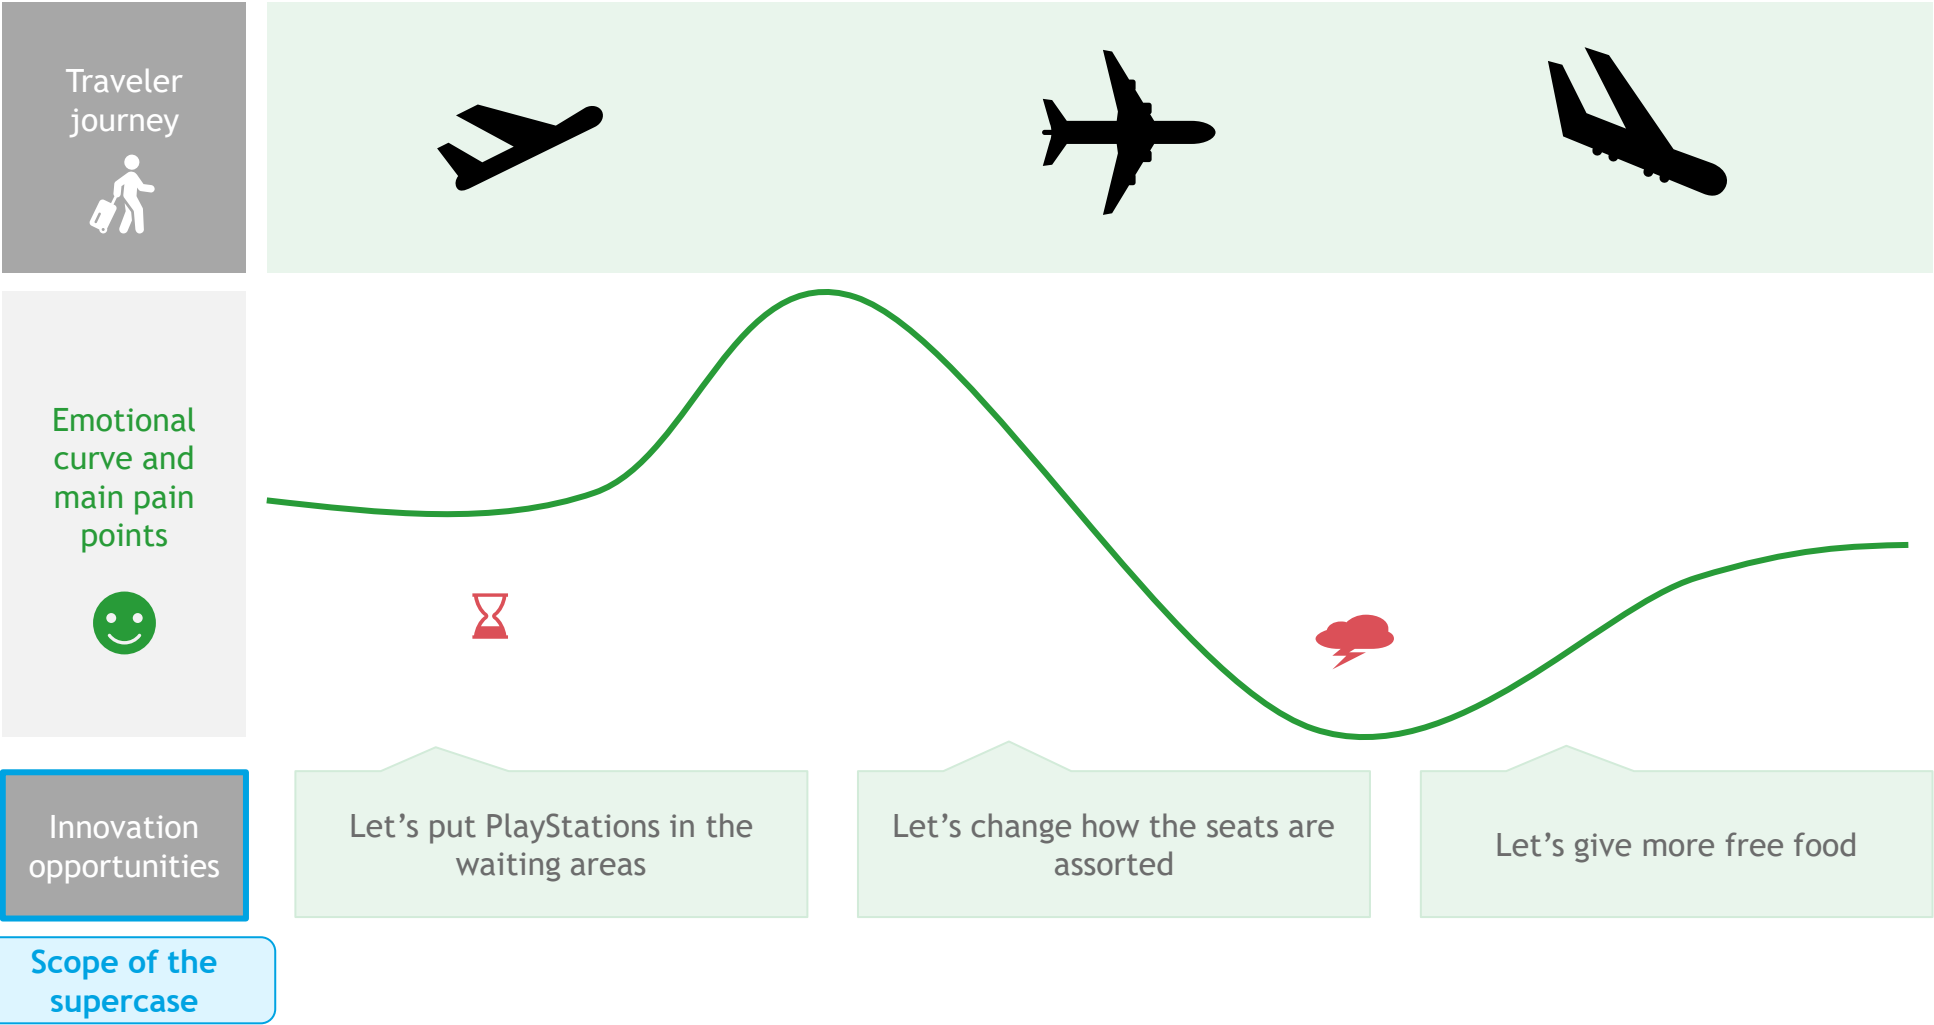 Traveler
journey
Emotional
curve and
main pain
points
Innovation
opportunities
Let’s put PlayStations in the
waiting areas
Let’s change how the seats are
assorted
Let’s give more free food
Scope of the
supercase